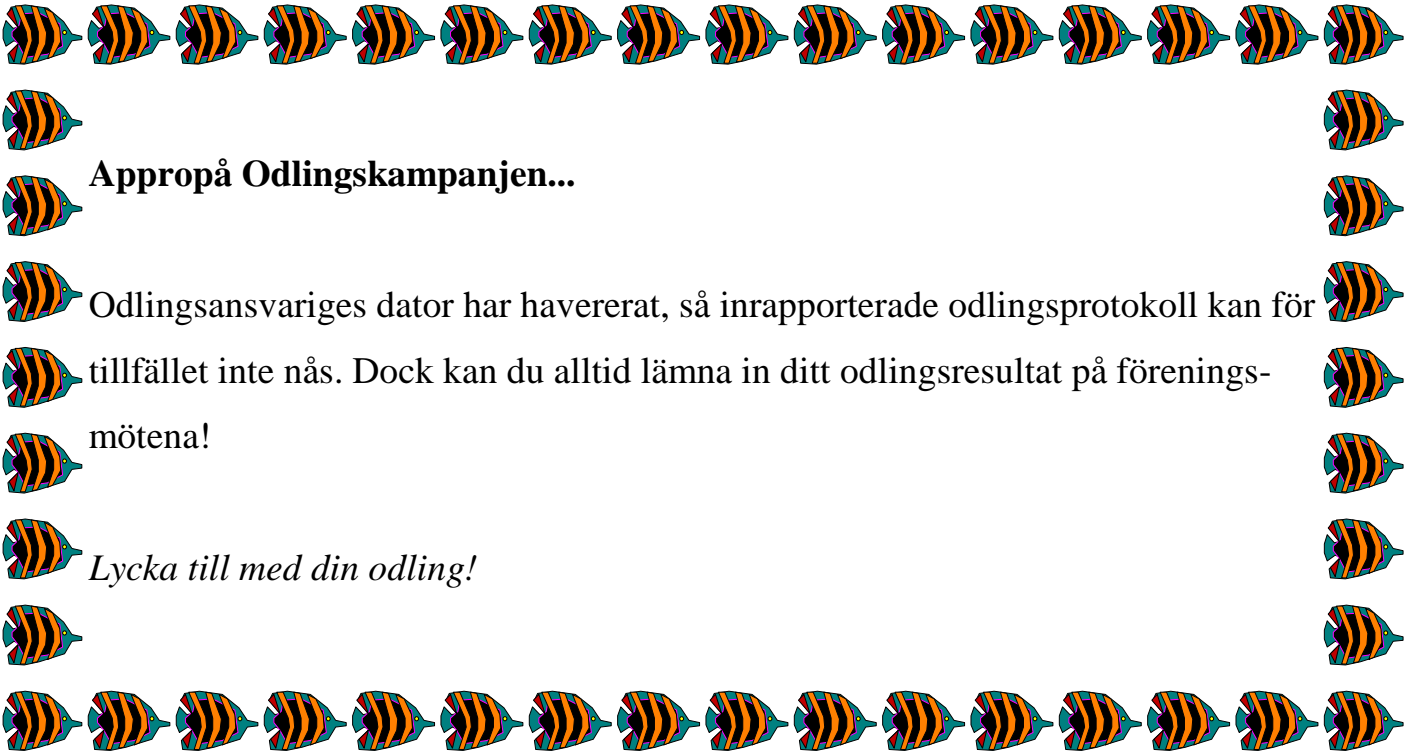 Appropå Odlingskampanjen...
Odlingsansvariges dator har havererat, så inrapporterade odlingsprotokoll kan för
tillfället inte nås. Dock kan du alltid lämna in ditt odlingsresultat på förenings-
mötena!
Lycka till med din odling!